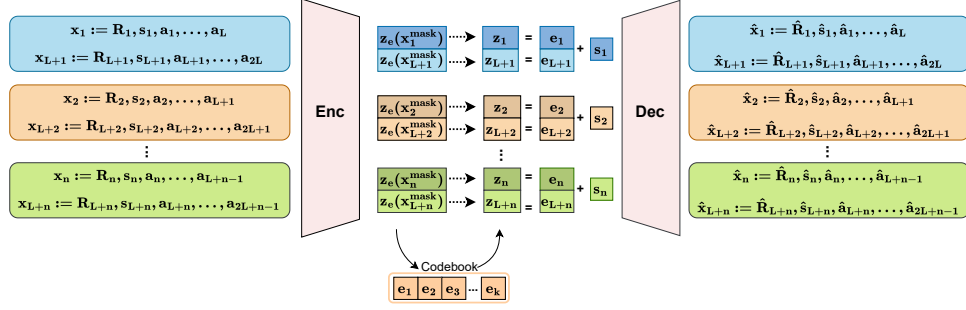 x₁ := R₁, s₁, a₁, . . . , a_L
x_{L+1} := R_{L+1}, s_{L+1}, a_{L+1}, . . . , a_{2L}
x₂ := R₂, s₂, a₂, . . . , a_{L+1}
x_{L+2} := R_{L+2}, s_{L+2}, a_{L+2}, . . . , a_{2L+1}
⋮
x_n := R_n, s_n, a_n, . . . , a_{L+n−1}
x_{L+n} := R_{L+n}, s_{L+n}, a_{L+n}, . . . , a_{2L+n−1}
Enc
z_e(x₁^{mask}) z₁ = e₁ + s₁
z_e(x_{L+1}^{mask}) z_{L+1} = e_{L+1}
z_e(x₂^{mask}) z₂ = e₂ + s₂
z_e(x_{L+2}^{mask}) z_{L+2} = e_{L+2}
⋮
z_e(x_n^{mask}) z_n = e_n + s_n
z_e(x_{L+n}^{mask}) z_{L+n} = e_{L+n}
Codebook
e₁ e₂ e₃ ... e_k
Dec
x̂₁ := R̂₁, ŝ₁, â₁, . . . , â_L
x̂_{L+1} := R̂_{L+1}, ŝ_{L+1}, â_{L+1}, . . . , â_{2L}
x̂₂ := R̂₂, ŝ₂, â₂, . . . , â_{L+1}
x̂_{L+2} := R̂_{L+2}, ŝ_{L+2}, â_{L+2}, . . . , â_{2L+1}
⋮
x̂_n := R̂_n, ŝ_n, â_n, . . . , â_{L+n−1}
x̂_{L+n} := R̂_{L+n}, ŝ_{L+n}, â_{L+n}, . . . , â_{2L+n−1}